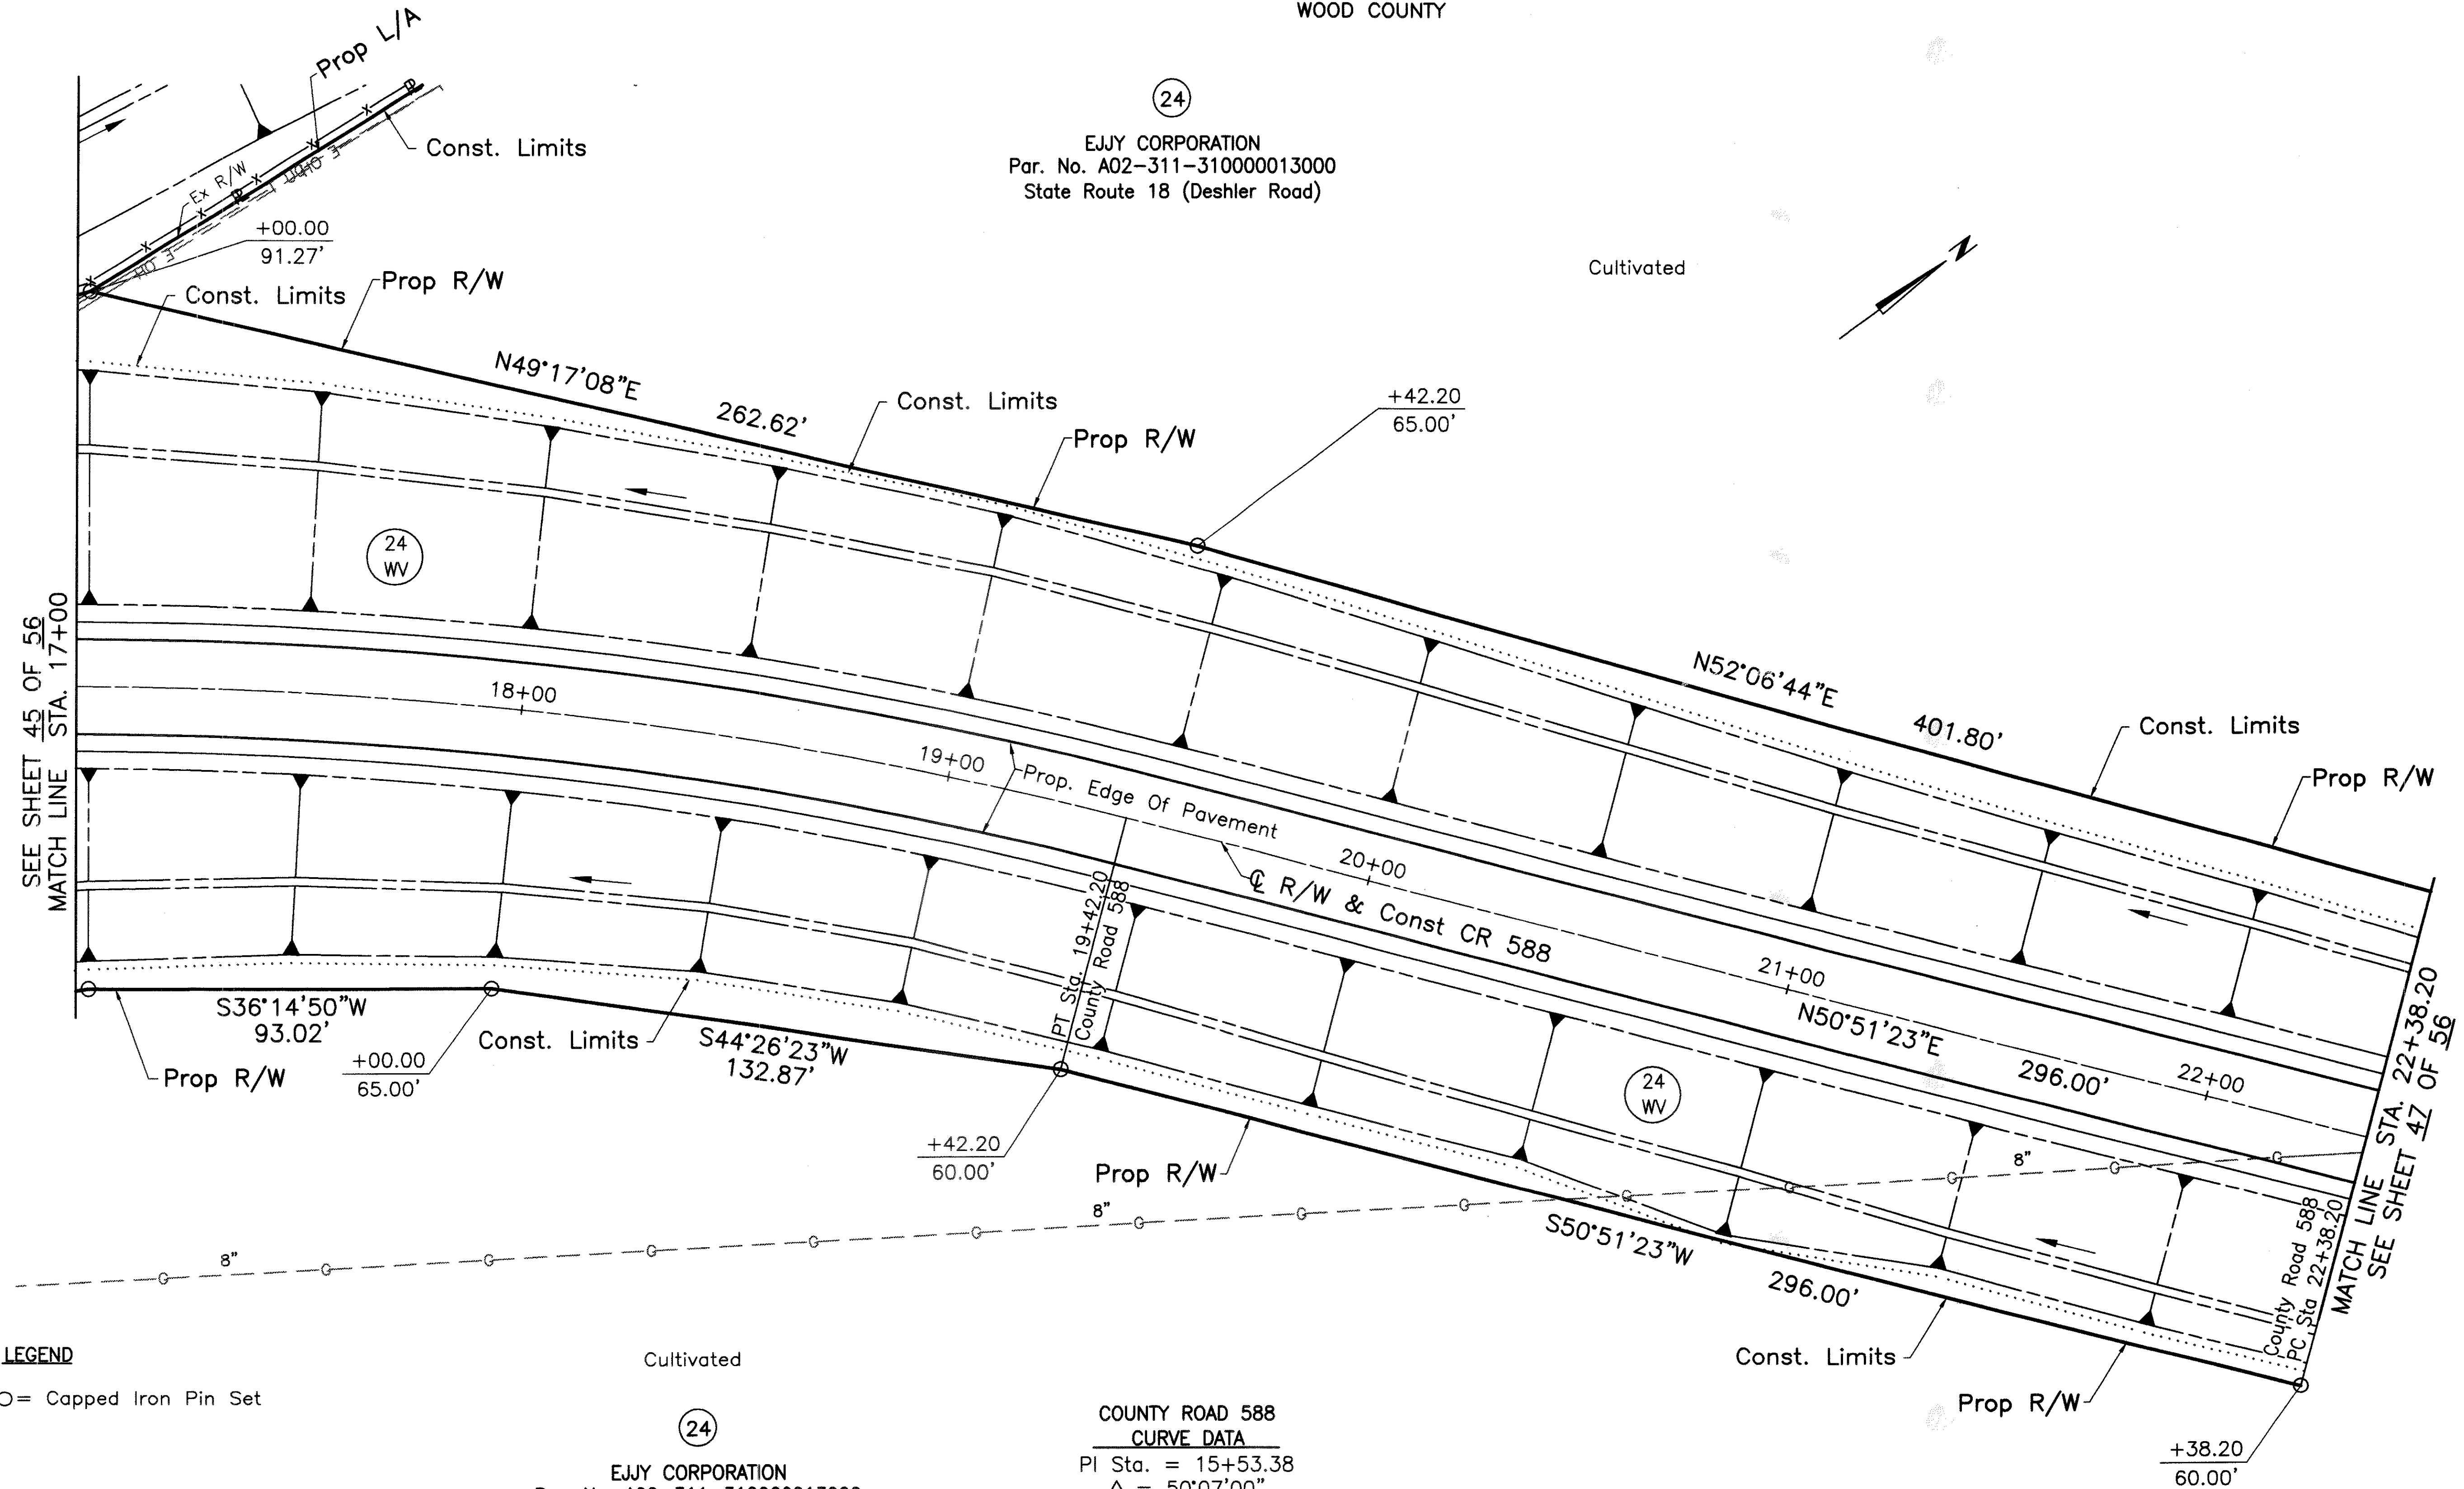 WOOD COUNTY
24
EJJY CORPORATION
Par. No. A02-311-310000013000
State Route 18 (Deshler Road)
Prop L/A
Const. Limits
Ex R/W
+00.00
91.27'
Const. Limits
Prop R/W
Cultivated
N
N49°17'08"E
262.62'
Const. Limits
Prop R/W
+42.20
65.00'
24
WV
SEE SHEET 45 OF 56
MATCH LINE STA. 17+00
18+00
19+00
Prop. Edge Of Pavement
20+00
℄ R/W & Const CR 588
21+00
N50°51'23"E
296.00'
22+00
N52°06'44"E
401.80'
Const. Limits
Prop R/W
PT Sta. 19+42.20
County Road 588
S36°14'50"W
93.02'
Prop R/W
+00.00
65.00'
Const. Limits
S44°26'23"W
132.87'
+42.20
60.00'
Prop R/W
24
WV
8"
8"
8"
S50°51'23"W
296.00'
Const. Limits
Prop R/W
County Road 588
PC Sta 22+38.20
MATCH LINE STA. 22+38.20
SEE SHEET 47 OF 56
+38.20
60.00'
LEGEND
O= Capped Iron Pin Set
Cultivated
24
EJJY CORPORATION
COUNTY ROAD 588
CURVE DATA
PI Sta. = 15+53.38
Δ = 50°07'00"